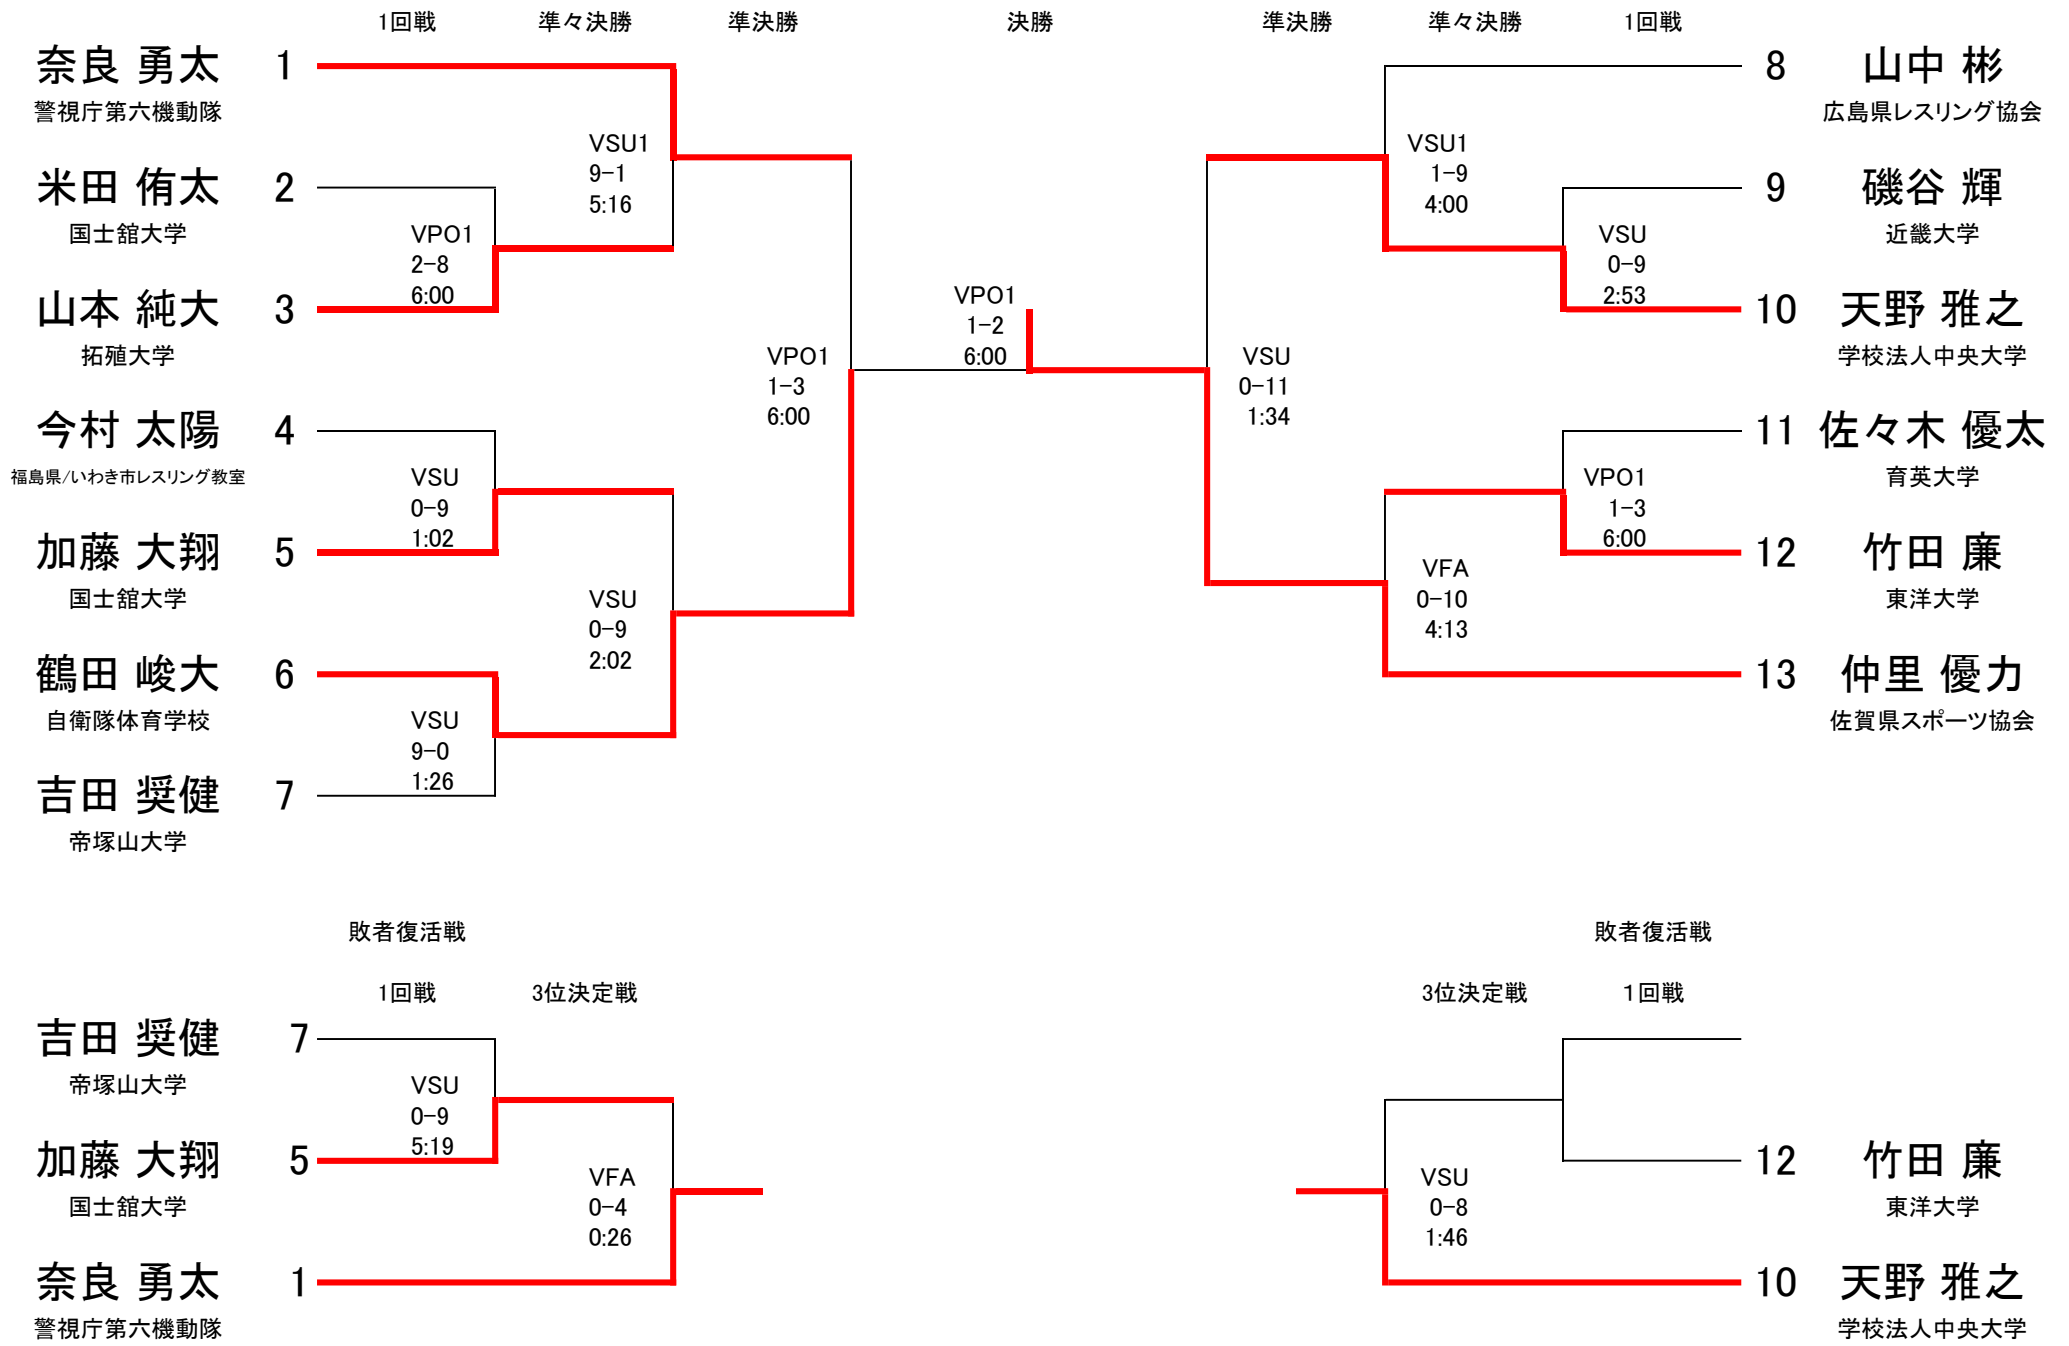 1回戦 準々決勝 準決勝 決勝 準決勝 準々決勝 1回戦
奈良 勇太 1
警視庁第六機動隊
米田 侑太 2
国士舘大学
山本 純大 3
拓殖大学
今村 太陽 4
福島県/いわき市レスリング教室
加藤 大翔 5
国士舘大学
鶴田 峻大 6
自衛隊体育学校
吉田 奨健 7
帝塚山大学
VPO1
2-8
6:00
VSU
0-9
1:02
VSU
9-0
1:26
VSU1
9-1
5:16
VSU
0-9
2:02
VPO1
1-3
6:00
VPO1
1-2
6:00
VSU
0-11
1:34
VSU1
1-9
4:00
VFA
0-10
4:13
VSU
0-9
2:53
VPO1
1-3
6:00
8 山中 彬
広島県レスリング協会
9 磯谷 輝
近畿大学
10 天野 雅之
学校法人中央大学
11 佐々木 優太
育英大学
12 竹田 廉
東洋大学
13 仲里 優力
佐賀県スポーツ協会
敗者復活戦
1回戦 3位決定戦
吉田 奨健 7
帝塚山大学
加藤 大翔 5
国士舘大学
奈良 勇太 1
警視庁第六機動隊
VSU
0-9
5:19
VFA
0-4
0:26
敗者復活戦
3位決定戦 １回戦
VSU
0-8
1:46
12 竹田 廉
東洋大学
10 天野 雅之
学校法人中央大学